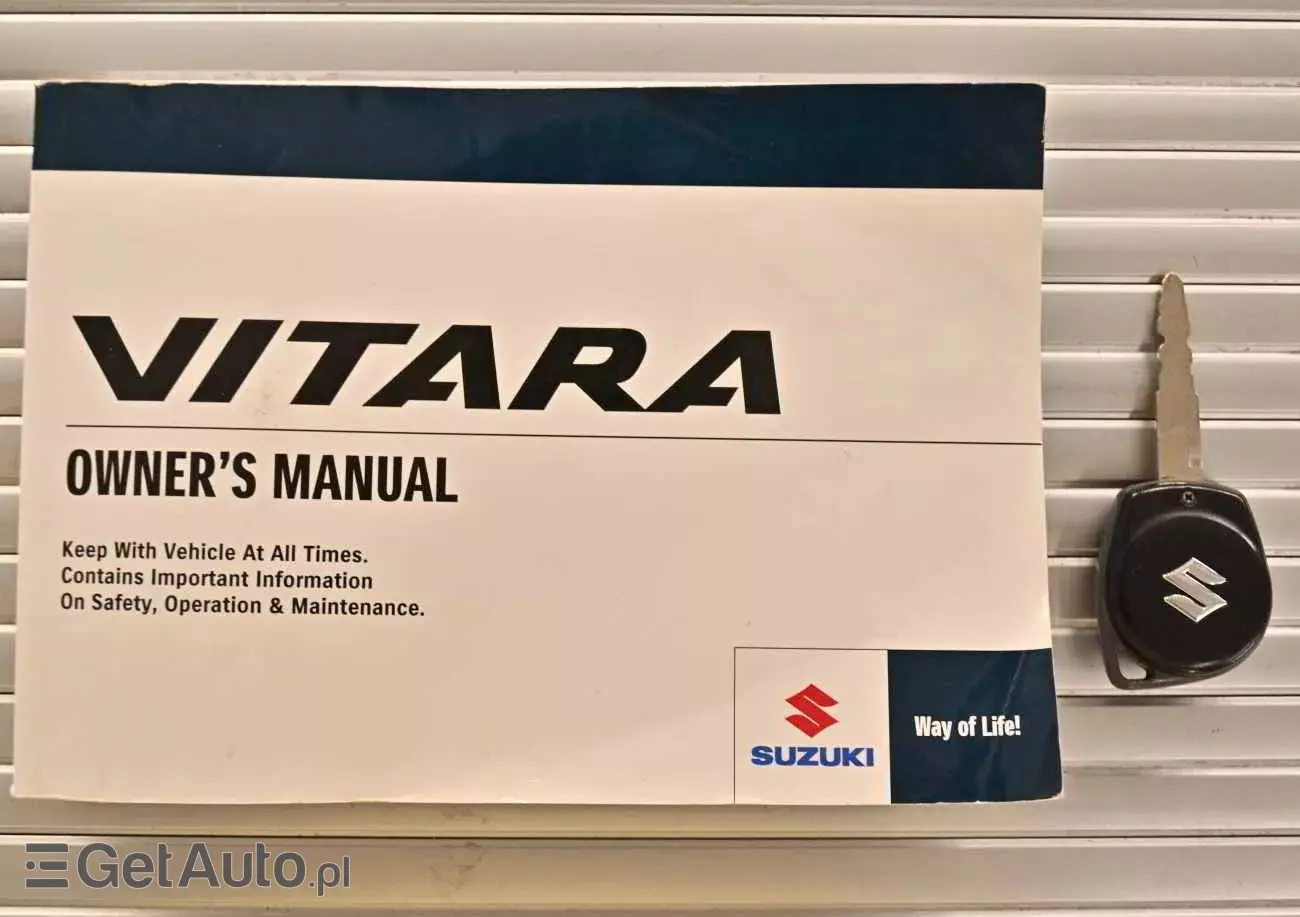 VITARA
OWNER'S MANUAL
Keep With Vehicle At All Times.
Contains Important Information
On Safety, Operation & Maintenance.
SUZUKI
Way of Life!
GetAuto.pl